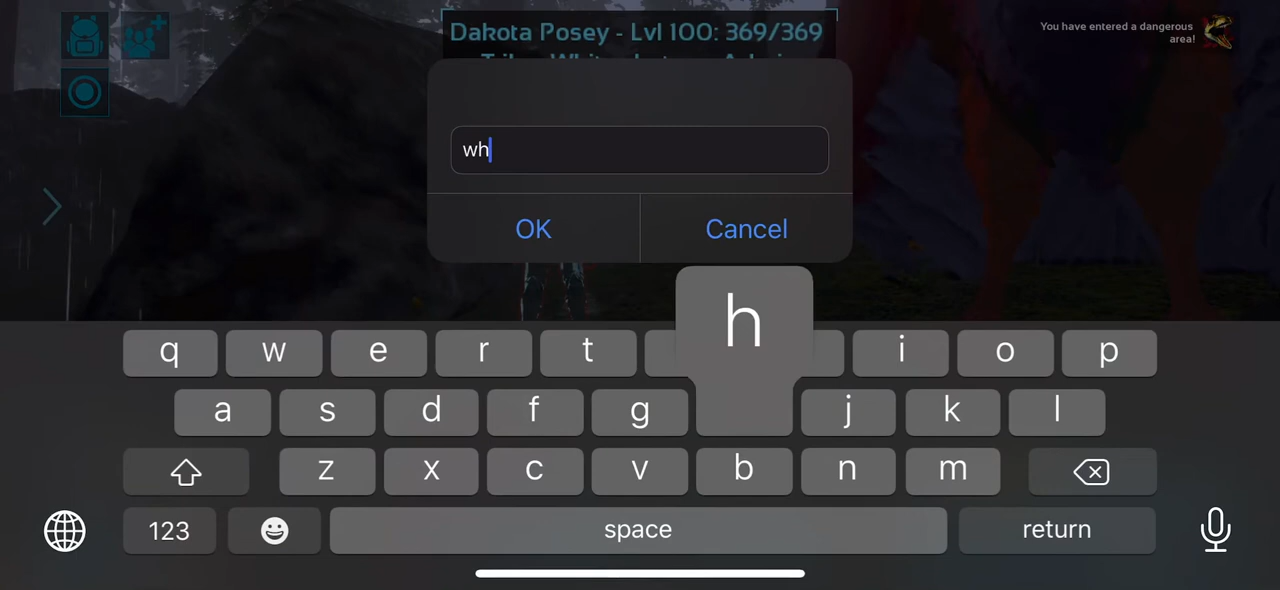 Dakota Posey - Lvl 100: 369/369
You have entered a dangerous
area!
wh
OK
Cancel
h
q w e r t i o p
a s d f g j k l
z x c v b n m
123
space
return